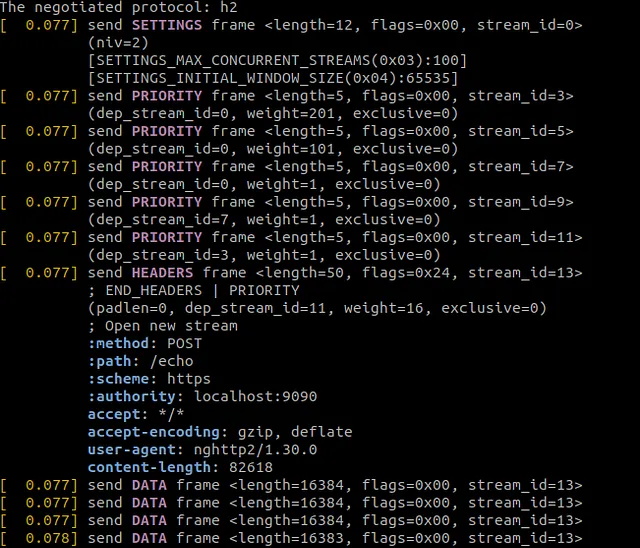 The negotiated protocol: h2
[  0.077] send SETTINGS frame <length=12, flags=0x00, stream_id=0>
          (niv=2)
          [SETTINGS_MAX_CONCURRENT_STREAMS(0x03):100]
          [SETTINGS_INITIAL_WINDOW_SIZE(0x04):65535]
[  0.077] send PRIORITY frame <length=5, flags=0x00, stream_id=3>
          (dep_stream_id=0, weight=201, exclusive=0)
[  0.077] send PRIORITY frame <length=5, flags=0x00, stream_id=5>
          (dep_stream_id=0, weight=101, exclusive=0)
[  0.077] send PRIORITY frame <length=5, flags=0x00, stream_id=7>
          (dep_stream_id=0, weight=1, exclusive=0)
[  0.077] send PRIORITY frame <length=5, flags=0x00, stream_id=9>
          (dep_stream_id=7, weight=1, exclusive=0)
[  0.077] send PRIORITY frame <length=5, flags=0x00, stream_id=11>
          (dep_stream_id=3, weight=1, exclusive=0)
[  0.077] send HEADERS frame <length=50, flags=0x24, stream_id=13>
          ; END_HEADERS | PRIORITY
          (padlen=0, dep_stream_id=11, weight=16, exclusive=0)
          ; Open new stream
          :method: POST
          :path: /echo
          :scheme: https
          :authority: localhost:9090
          accept: */*
          accept-encoding: gzip, deflate
          user-agent: nghttp2/1.30.0
          content-length: 82618
[  0.077] send DATA frame <length=16384, flags=0x00, stream_id=13>
[  0.077] send DATA frame <length=16384, flags=0x00, stream_id=13>
[  0.077] send DATA frame <length=16384, flags=0x00, stream_id=13>
[  0.078] send DATA frame <length=16383, flags=0x00, stream_id=13>